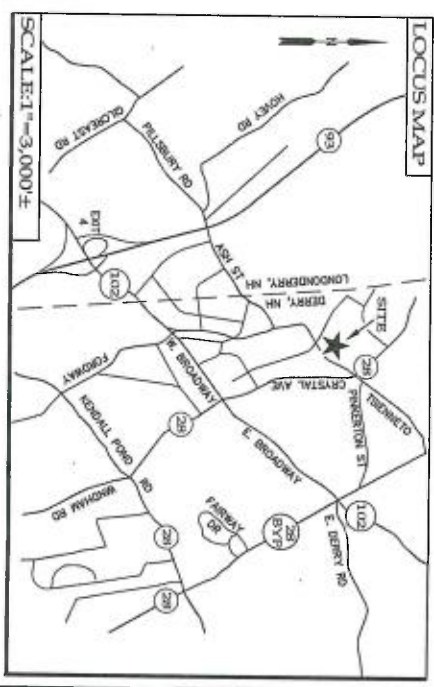 LOCUS MAP
N
HOVEY RD
93
PILLSBURY RD
GILCREAST RD
ASH ST
LONDONDERRY, NH
DERRY, NH
SITE
28
TSIENNETO
PINKERTON ST
CRYSTAL AVE
EXIT
4
102
W. BROADWAY
E. BROADWAY
102
E. DERRY RD
FORDWAY
28
28
BYP
FAIRWAY
DR
KENDALL POND
RD
WINDHAM RD
28
28
SCALE:1"=3,000'±